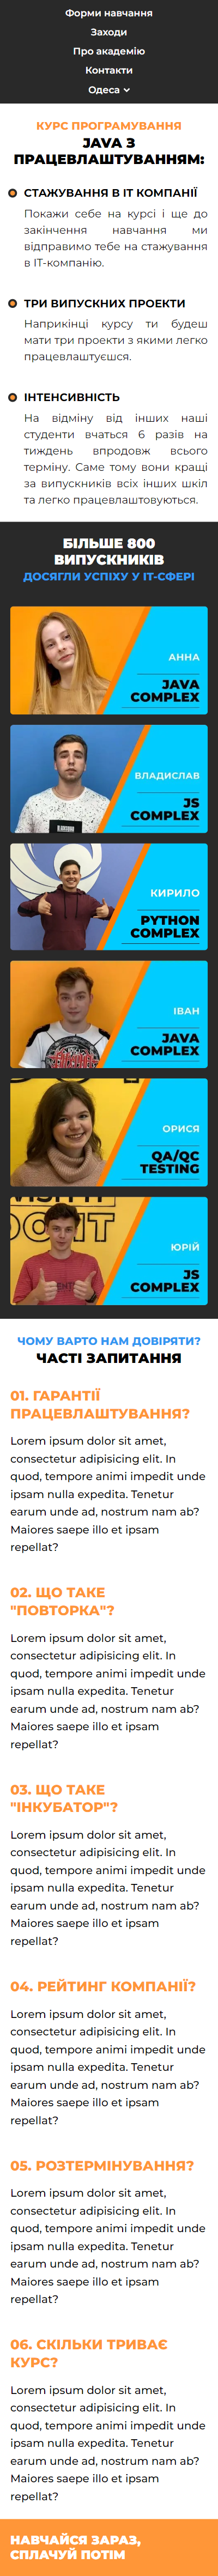 Форми навчання
Заходи
Про академію
Контакти
Одеса
КУРС ПРОГРАМУВАННЯ
JAVA З
ПРАЦЕВЛАШТУВАННЯМ:
СТАЖУВАННЯ В ІТ КОМПАНІЇ
Покажи себе на курсі і ще до
закінчення навчання ми
відправимо тебе на стажування
в ІТ-компанію.
ТРИ ВИПУСКНИХ ПРОЕКТИ
Наприкінці курсу ти будеш
мати три проекти з якими легко
працевлаштуєшся.
ІНТЕНСИВНІСТЬ
На відміну від інших наші
студенти вчаться 6 разів на
тиждень впродовж всього
терміну. Саме тому вони кращі
за випускників всіх інших шкіл
та легко працевлаштовуються.
БІЛЬШЕ 800
ВИПУСКНИКІВ
ДОСЯГЛИ УСПІХУ У ІТ-СФЕРІ
АННА
JAVA
COMPLEX
ВЛАДИСЛАВ
JS
COMPLEX
КИРИЛО
PYTHON
COMPLEX
ІВАН
JAVA
COMPLEX
ОРИСЯ
QA/QC
TESTING
ЮРІЙ
JS
COMPLEX
ЧОМУ ВАРТО НАМ ДОВІРЯТИ?
ЧАСТІ ЗАПИТАННЯ
01. ГАРАНТІЇ
ПРАЦЕВЛАШТУВАННЯ?
Lorem ipsum dolor sit amet,
consectetur adipisicing elit. In
quod, tempore animi impedit unde
ipsam nulla expedita. Tenetur
earum unde ad, nostrum nam ab?
Maiores saepe illo et ipsam
repellat?
02. ЩО ТАКЕ
"ПОВТОРКА"?
Lorem ipsum dolor sit amet,
consectetur adipisicing elit. In
quod, tempore animi impedit unde
ipsam nulla expedita. Tenetur
earum unde ad, nostrum nam ab?
Maiores saepe illo et ipsam
repellat?
03. ЩО ТАКЕ
"ІНКУБАТОР"?
Lorem ipsum dolor sit amet,
consectetur adipisicing elit. In
quod, tempore animi impedit unde
ipsam nulla expedita. Tenetur
earum unde ad, nostrum nam ab?
Maiores saepe illo et ipsam
repellat?
04. РЕЙТИНГ КОМПАНІЇ?
Lorem ipsum dolor sit amet,
consectetur adipisicing elit. In
quod, tempore animi impedit unde
ipsam nulla expedita. Tenetur
earum unde ad, nostrum nam ab?
Maiores saepe illo et ipsam
repellat?
05. РОЗТЕРМІНУВАННЯ?
Lorem ipsum dolor sit amet,
consectetur adipisicing elit. In
quod, tempore animi impedit unde
ipsam nulla expedita. Tenetur
earum unde ad, nostrum nam ab?
Maiores saepe illo et ipsam
repellat?
06. СКІЛЬКИ ТРИВАЄ
КУРС?
Lorem ipsum dolor sit amet,
consectetur adipisicing elit. In
quod, tempore animi impedit unde
ipsam nulla expedita. Tenetur
earum unde ad, nostrum nam ab?
Maiores saepe illo et ipsam
repellat?
НАВЧАЙСЯ ЗАРАЗ,
СПЛАЧУЙ ПОТІМ